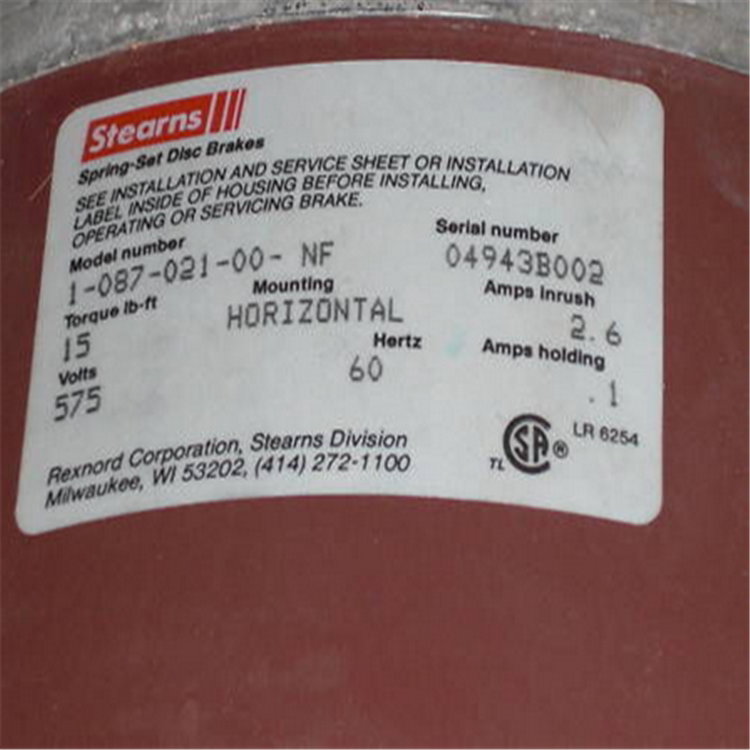 Stearns
Spring-Set Disc Brakes
SEE INSTALLATION AND SERVICE SHEET OR INSTALLATION
LABEL INSIDE OF HOUSING BEFORE INSTALLING,
OPERATING OR SERVICING BRAKE.
Model number Serial number
1-087-021-00- NF 04943B002
Torque lb-ft Mounting Amps inrush
15 HORIZONTAL 2.6
Volts Hertz Amps holding
575 60 .1
Rexnord Corporation, Stearns Division
Milwaukee, WI 53202, (414) 272-1100
TL SA ® LR 6254